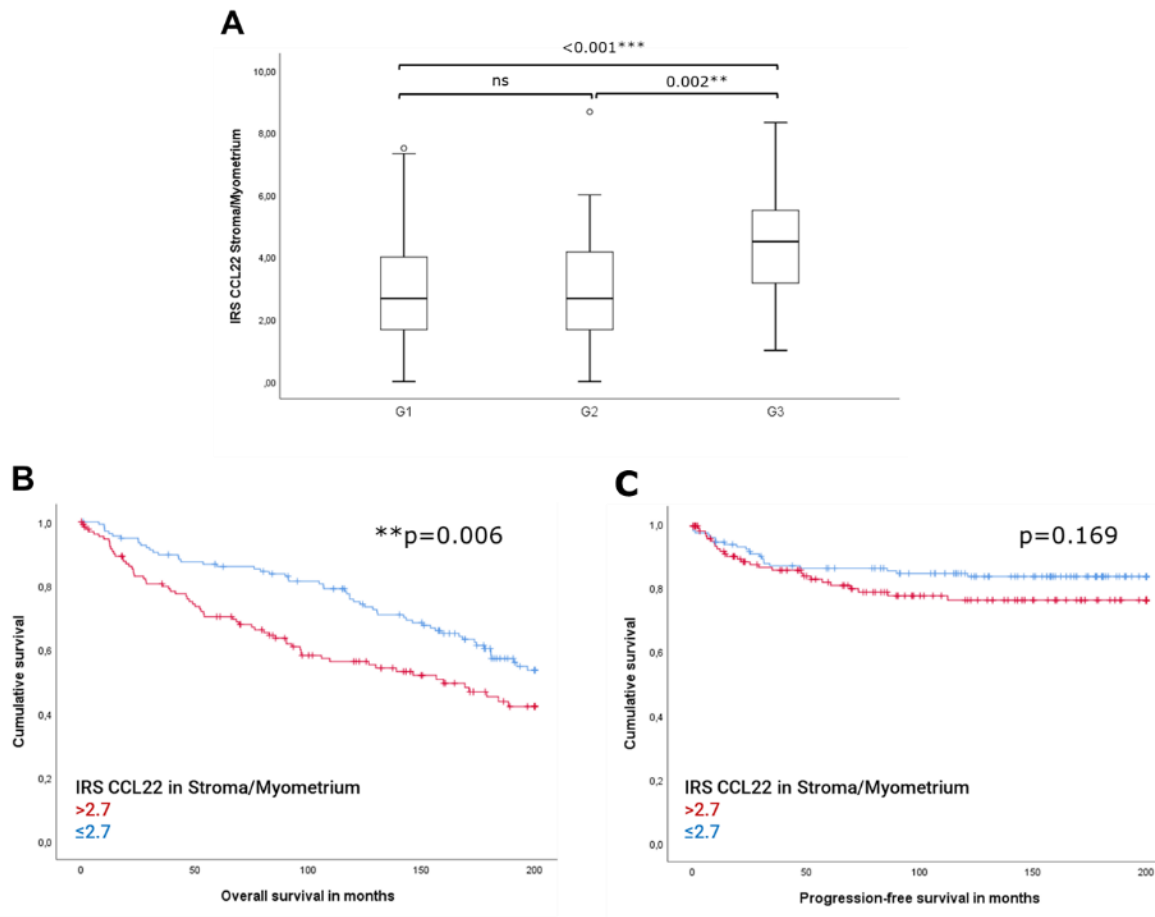 A
<0.001***
ns
0.002**
10,00
8,00
6,00
4,00
2,00
,00
IRS CCL22 Stroma/Myometrium
G1
G2
G3
B
**p=0.006
1,0
0,8
0,6
0,4
0,2
0,0
Cumulative survival
IRS CCL22 in Stroma/Myometrium
>2.7
≤2.7
0
50
100
150
200
Overall survival in months
C
p=0.169
1,0
0,8
0,6
0,4
0,2
0,0
Cumulative survival
IRS CCL22 in Stroma/Myometrium
>2.7
≤2.7
0
50
100
150
200
Progression-free survival in months